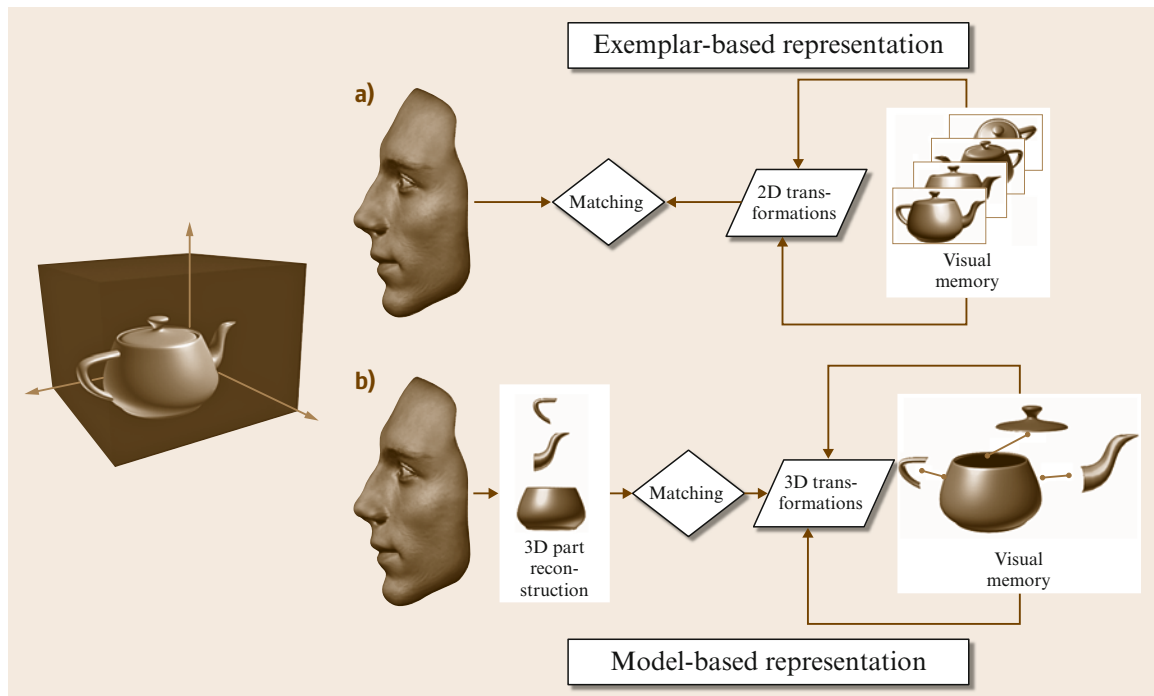 Exemplar-based representation
a)
Matching
2D trans-
formations
Visual
memory
b)
3D part
recon-
struction
Matching
3D trans-
formations
Visual
memory
Model-based representation